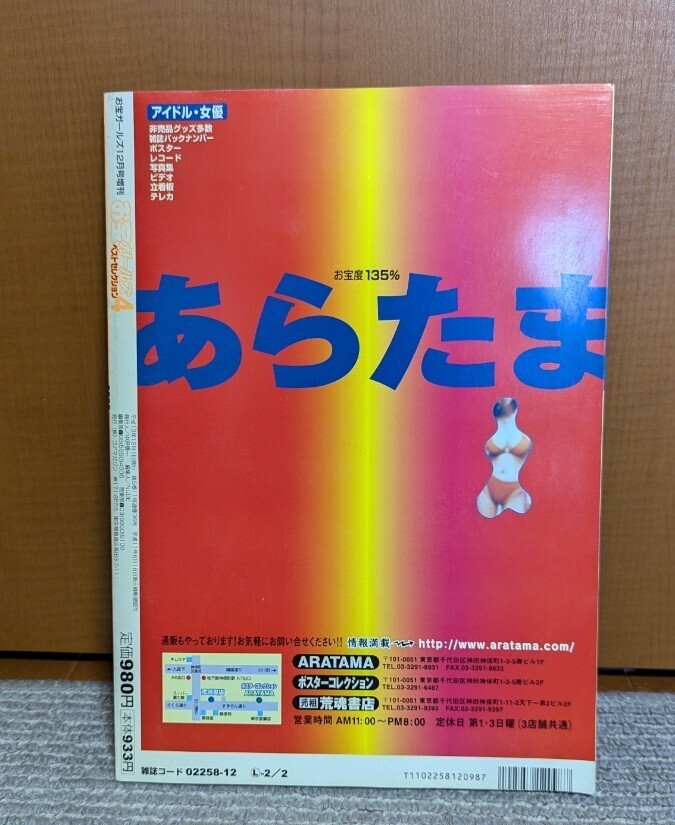 アイドル・女優
非売品グッズ多数
雑誌バックナンバー
ポスター
レコード
写真集
ビデオ
立看板
テレカ
お宝度135%
あらたま
通販もやっております!お気軽にお問い合せください!!
情報満載
http://www.aratama.com/
ARATAMA
〒101-0051 東京都千代田区神田神保町1-3-5寿ビル1F
TEL.03-3291-8831 FAX.03-3291-8833
ポスターコレクション
〒101-0051 東京都千代田区神田神保町1-3-5寿ビル2F
TEL.03-3291-6467
元祖 荒魂書店
〒101-0051 東京都千代田区神田神保町1-11-2天下一第2ビル2F
TEL.03-3291-9393 FAX.03-3291-9397
営業時間 AM11:00〜PM8:00 定休日 第1・3日曜(3店舗共通)
雑誌コード 02258-12 Ⓛ-2/2
T1102258120987
お宝ガールズ12月号増刊
お宝ガールズ
ベストセレクション4
定価980円 本体933円